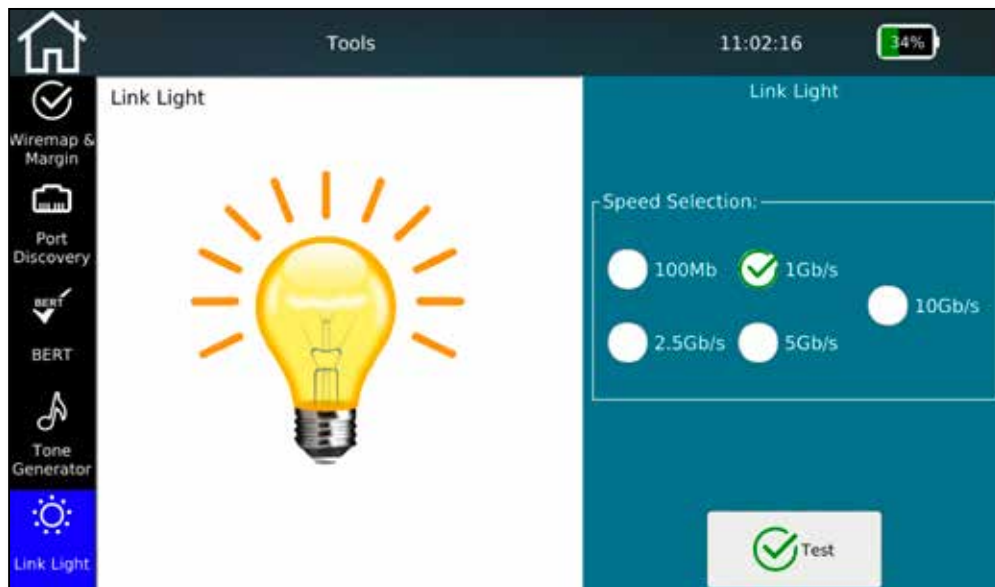 Tools
11:02:16
34%
Wiremap &
Margin
Port
Discovery
BERT
BERT
Tone
Generator
Link Light
Link Light
Link Light
Speed Selection:
100Mb
1Gb/s
10Gb/s
2.5Gb/s
5Gb/s
Test